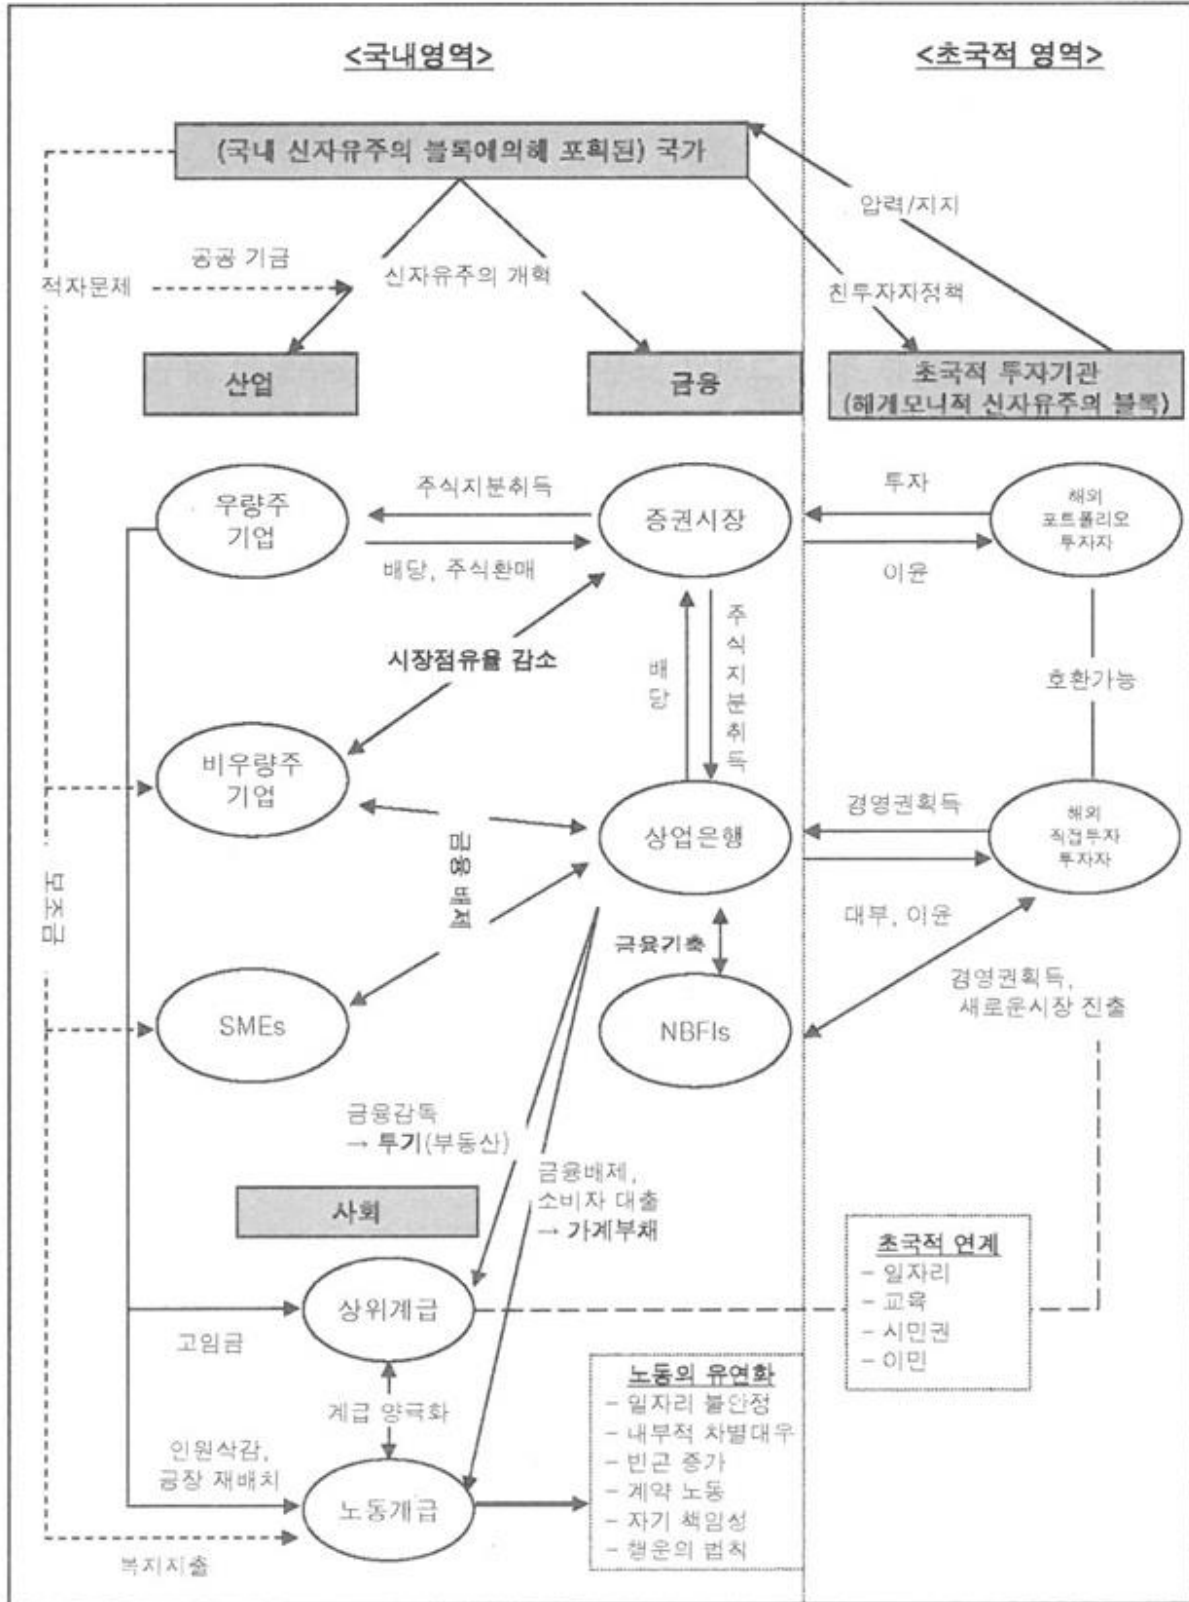 <국내영역>
<초국적 영역>
(국내 신자유주의 블록에의해 포획된) 국가
압력/지지
공공 기금
적자문제
신자유주의 개혁
친투자자정책
산업
금융
초국적 투자기관
(헤게모니적 신자유주의 블록)
우량주
기업
주식지분취득
배당, 주식환매
증권시장
투자
이윤
해외
포트폴리오
투자자
시장점유율 감소
배당
주식지분취득
호환가능
비우량주
기업
금융 배제
상업은행
경영권획득
대부, 이윤
해외
직접투자
투자자
보조금
금융기축
경영권획득,
새로운시장 진출
SMEs
NBFIs
금융감독
→ 투기(부동산)
금융배제,
소비자 대출
→ 가계부채
사회
상위계급
고임금
계급 양극화
초국적 연계
- 일자리
- 교육
- 시민권
- 이민
인원삭감,
공장 재배치
노동계급
복지지출
노동의 유연화
- 일자리 불안정
- 내부적 차별대우
- 빈곤 증가
- 계약 노동
- 자기 책임성
- 행운의 법칙